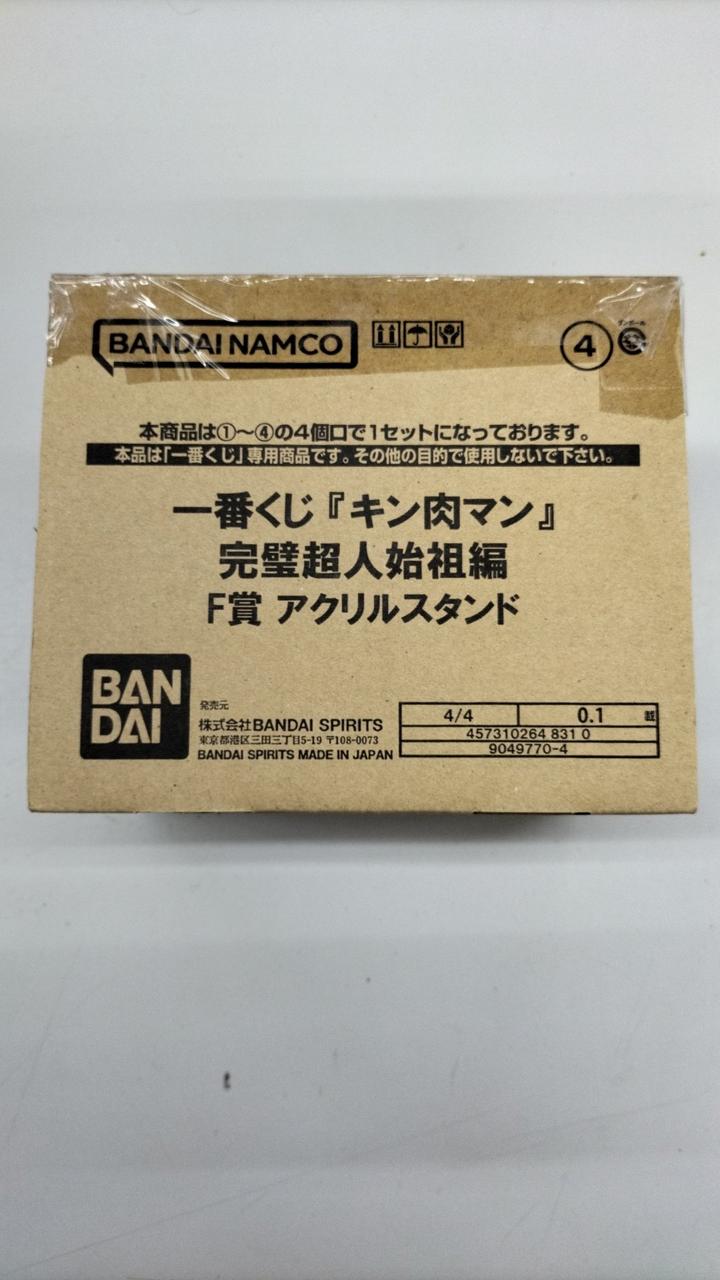 BANDAI NAMCO
④
ダンボール
本商品は①～④の4個口で1セットになっております。
本品は「一番くじ」専用商品です。その他の目的で使用しないで下さい。
一番くじ『キン肉マン』
完璧超人始祖編
F賞 アクリルスタンド
BAN
DAI
発売元
株式会社BANDAI SPIRITS
東京都港区三田三丁目5-19 〒108-0073
BANDAI SPIRITS MADE IN JAPAN
4/4 0.1
457310264 831 0
9049770-4